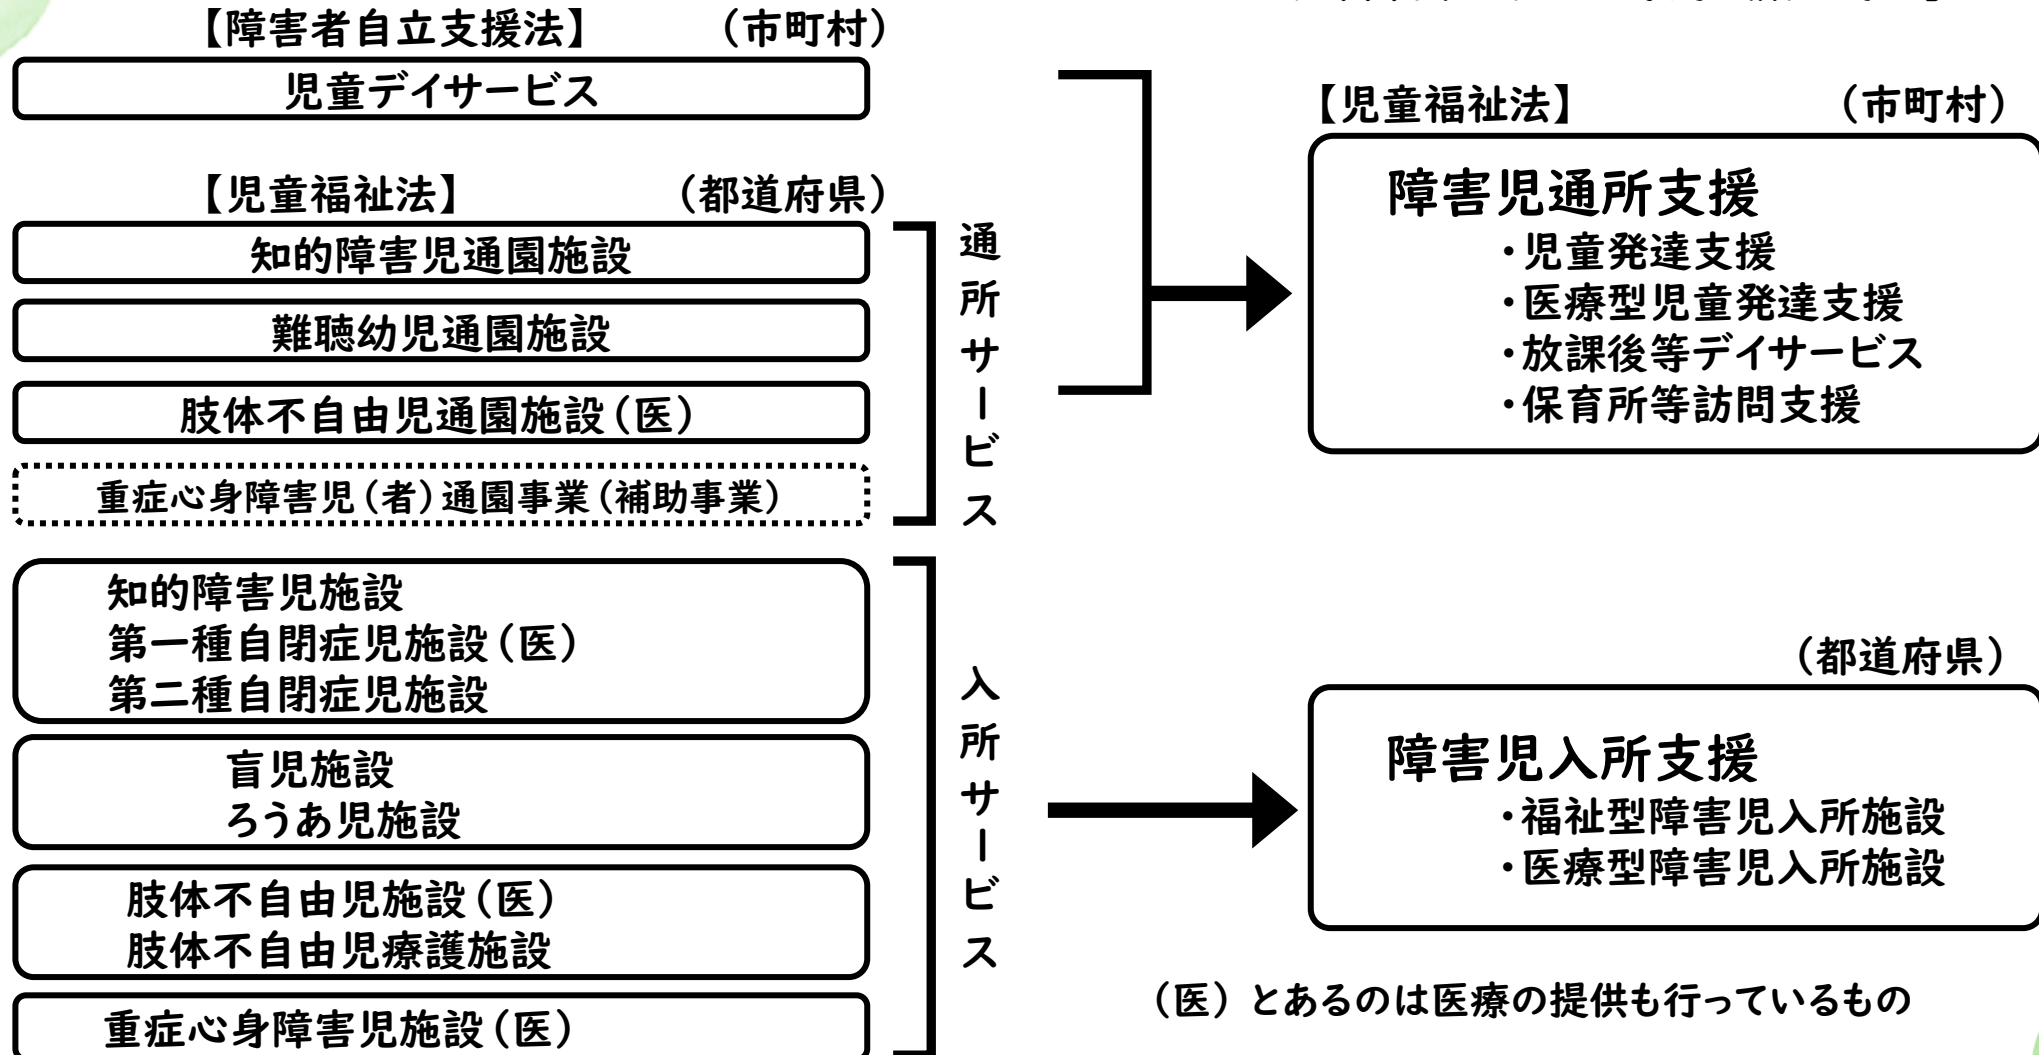 【障害者自立支援法】 （市町村）
児童デイサービス
【児童福祉法】 （都道府県）
知的障害児通園施設
難聴幼児通園施設
肢体不自由児通園施設（医）
重症心身障害児（者）通園事業（補助事業）
通所サービス
知的障害児施設
第一種自閉症児施設（医）
第二種自閉症児施設
盲児施設
ろうあ児施設
肢体不自由児施設（医）
肢体不自由児療護施設
重症心身障害児施設（医）
入所サービス
【児童福祉法】 （市町村）
障害児通所支援
・児童発達支援
・医療型児童発達支援
・放課後等デイサービス
・保育所等訪問支援
（都道府県）
障害児入所支援
・福祉型障害児入所施設
・医療型障害児入所施設
（医）とあるのは医療の提供も行っているもの